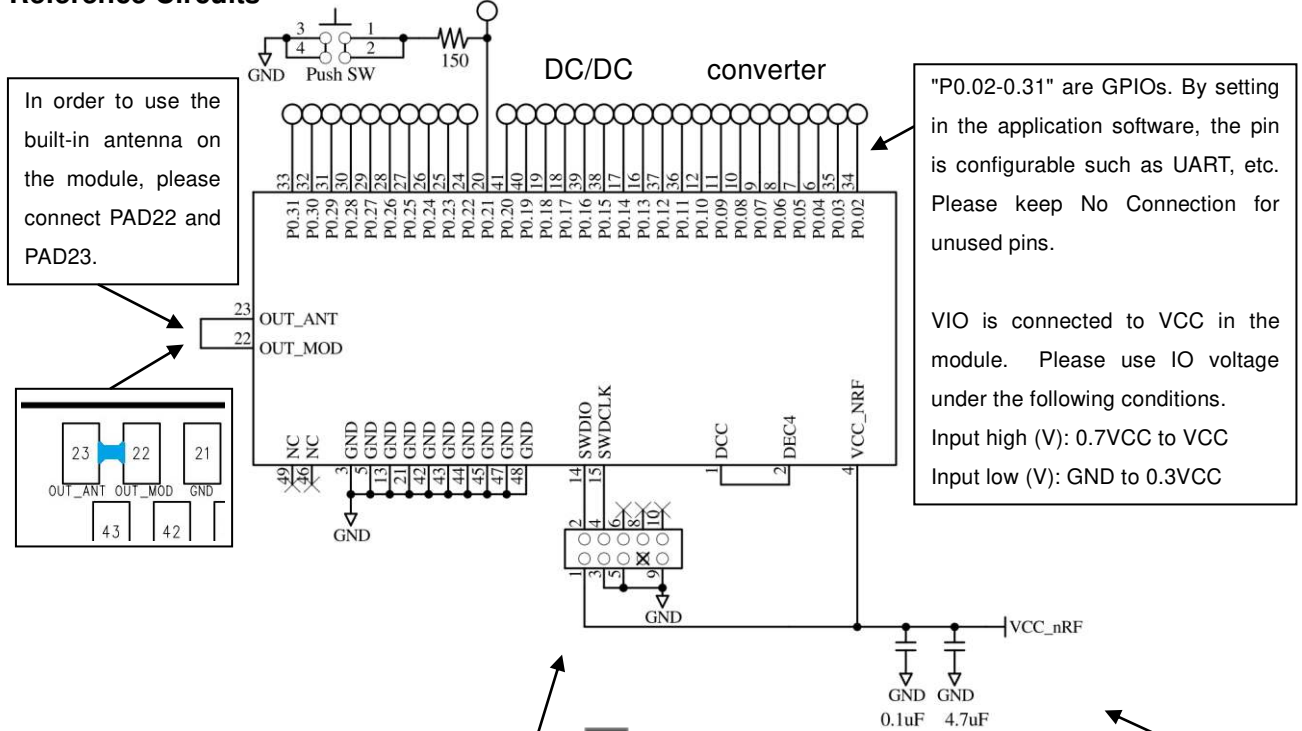 Reference Circuits
3 1
4 2
GND Push SW 150
DC/DC converter
In order to use the
built-in antenna on
the module, please
connect PAD22 and
PAD23.
"P0.02-0.31" are GPIOs. By setting
in the application software, the pin
is configurable such as UART, etc.
Please keep No Connection for
unused pins.
VIO is connected to VCC in the
module. Please use IO voltage
under the following conditions.
Input high (V): 0.7VCC to VCC
Input low (V): GND to 0.3VCC
33 32 31 30 29 28 27 26 25 24 20 41 40 19 18 39 38 17 16 37 36 12 11 10 9 8 7 6 35 34
P0.31 P0.30 P0.29 P0.28 P0.27 P0.26 P0.25 P0.24 P0.23 P0.22 P0.21 P0.20 P0.19 P0.18 P0.17 P0.16 P0.15 P0.14 P0.13 P0.12 P0.11 P0.10 P0.09 P0.08 P0.07 P0.06 P0.05 P0.04 P0.03 P0.02
23 OUT_ANT
22 OUT_MOD
NC NC GND GND GND GND GND GND GND GND GND GND SWDIO SWDCLK DCC DEC4 VCC_NRF
49 46 3 5 13 21 42 43 44 45 47 48 14 15 1 2 4
GND
23 22 21
OUT_ANT OUT_MOD GND
43 42
2 4 6 8 10
1 3 5 9
GND
VCC_nRF
GND GND
0.1uF 4.7uF